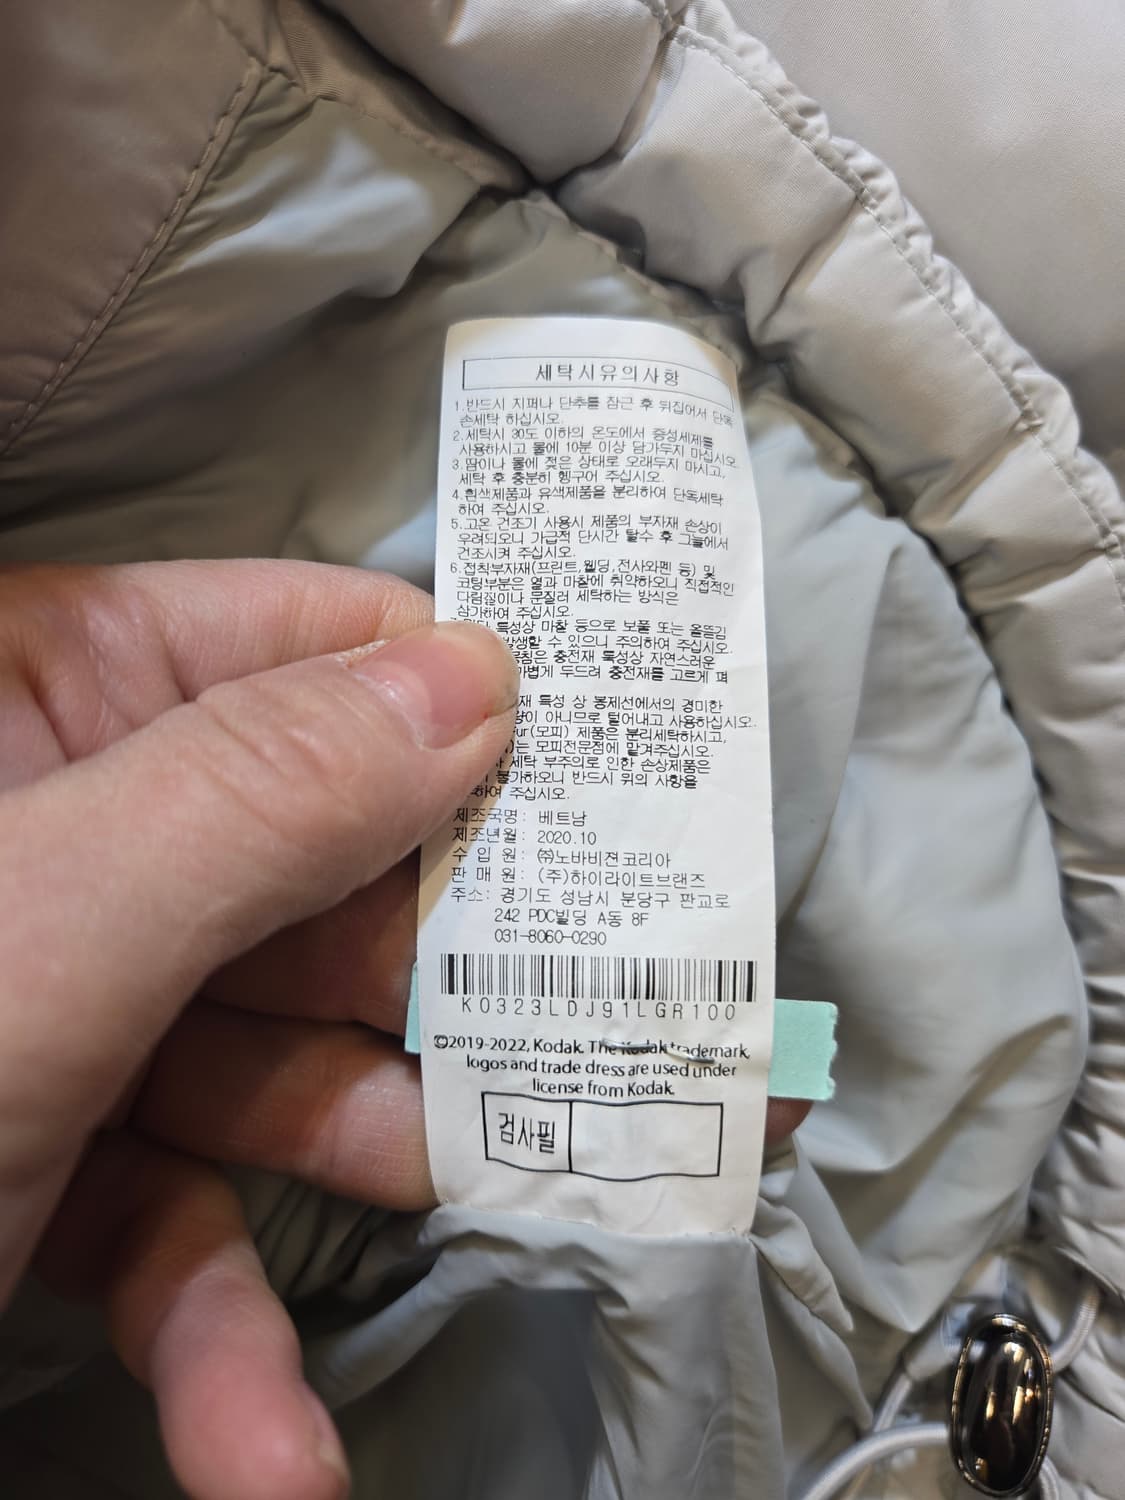 세탁시유의사항
1.반드시 지퍼나 단추를 잠근 후 뒤집어서 단독
손세탁 하십시오.
2.세탁시 30도 이하의 온도에서 중성세제를
사용하시고 물에 10분 이상 담가두지 마십시오.
3.땀이나 물에 젖은 상태로 오래두지 마시고,
세탁 후 충분히 헹구어 주십시오.
4.흰색제품과 유색제품을 분리하여 단독세탁
하여 주십시오.
5.고온 건조기 사용시 제품의 부자재 손상이
우려되오니 가급적 단시간 탈수 후 그늘에서
건조시켜 주십시오.
6.접착부자재(프린트,웰딩,전사와펜 등) 및
코팅부분은 열과 마찰에 취약하오니 직접적인
다림질이나 문질러 세탁하는 방식은
삼가하여 주십시오.
특성상 마찰 등으로 보풀 또는 올뜯김
발생할 수 있으니 주의하여 주십시오.
충전재 특성상 자연스러운
두드려 충전재를 고르게 펴
특성 상 봉제선에서의 경미한
아니므로 털어내고 사용하십시오.
Fur(모피) 제품은 분리세탁하시고,
)는 모피전문점에 맡겨주십시오.
세탁 부주의로 인한 손상제품은
불가하오니 반드시 위의 사항을
하여 주십시오.
제조국명: 베트남
제조년월: 2020.10
수 입 원: ㈜노바비젼코리아
판 매 원: (주)하이라이트브랜즈
주소: 경기도 성남시 분당구 판교로
242 PDC빌딩 A동 8F
031-8060-0290
K0323LDJ91LGR100
©2019-2022, Kodak. The Kodak trademark,
logos and trade dress are used under
license from Kodak.
검사필